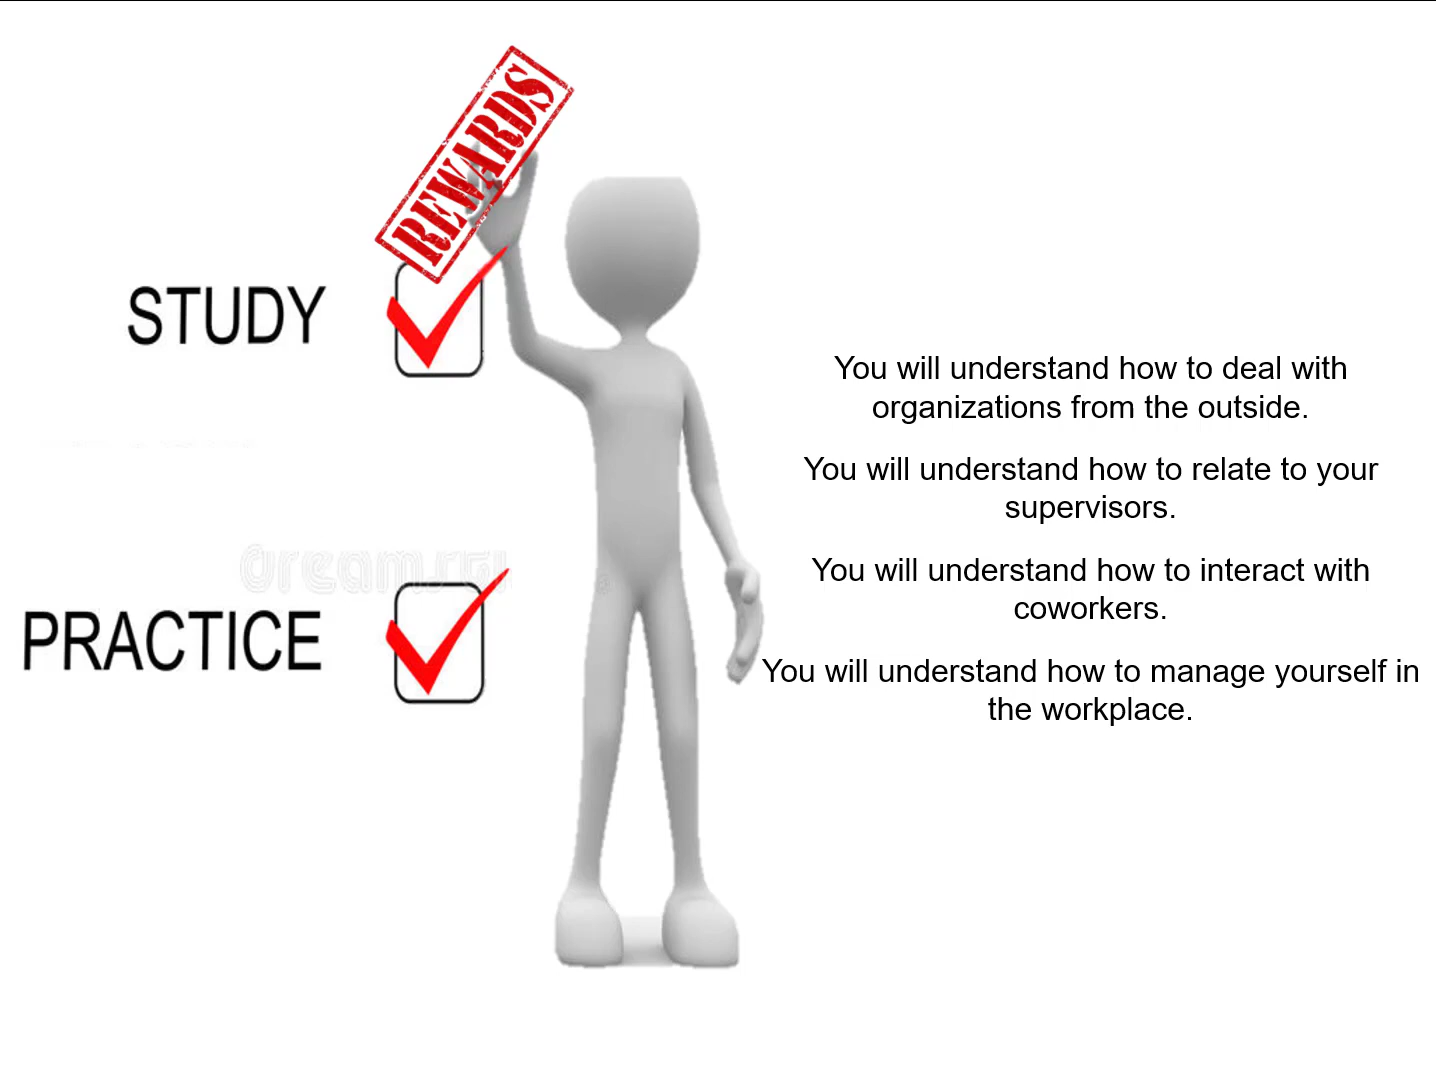 REWARDS
STUDY
PRACTICE
You will understand how to deal with
organizations from the outside.
You will understand how to relate to your
supervisors.
You will understand how to interact with
coworkers.
You will understand how to manage yourself in
the workplace.